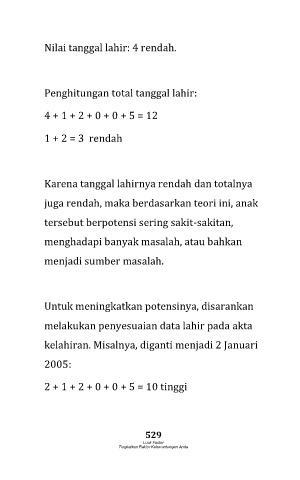 Nilai tanggal lahir: 4 rendah.
Penghitungan total tanggal lahir:
4 + 1 + 2 + 0 + 0 + 5 = 12
1 + 2 = 3 rendah
Karena tanggal lahirnya rendah dan totalnya
juga rendah, maka berdasarkan teori ini, anak
tersebut berpotensi sering sakit-sakitan,
menghadapi banyak masalah, atau bahkan
menjadi sumber masalah.
Untuk meningkatkan potensinya, disarankan
melakukan penyesuaian data lahir pada akta
kelahiran. Misalnya, diganti menjadi 2 Januari
2005:
2 + 1 + 2 + 0 + 0 + 5 = 10 tinggi
529
Luck Factor
Tingkatkan Faktor Keberuntungan Anda